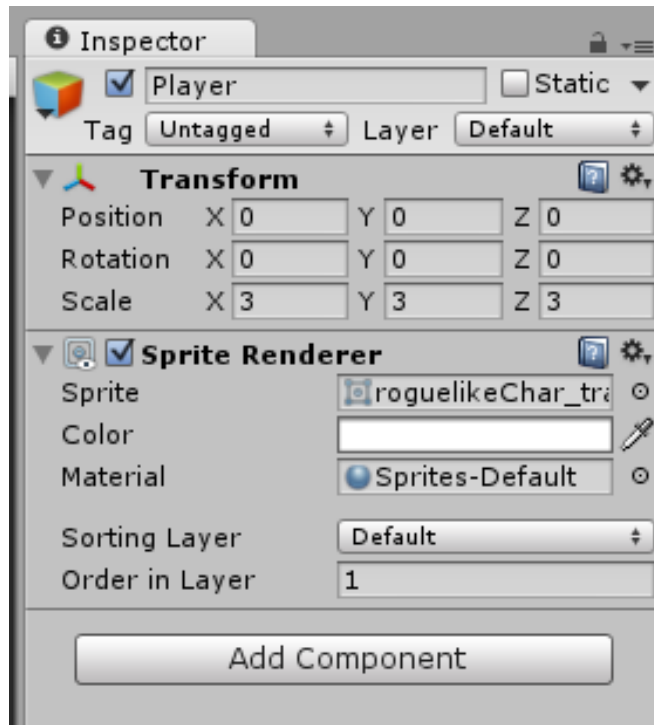 Inspector
Player Static
Tag Untagged Layer Default
Transform
Position X 0 Y 0 Z 0
Rotation X 0 Y 0 Z 0
Scale X 3 Y 3 Z 3
Sprite Renderer
Sprite roguelikeChar_tra
Color
Material Sprites-Default
Sorting Layer Default
Order in Layer 1
Add Component